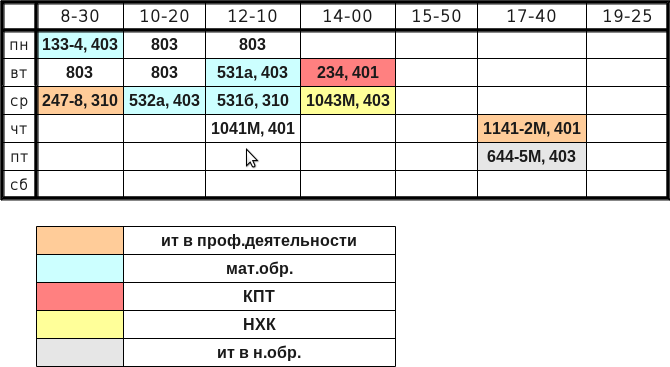 8-30 10-20 12-10 14-00 15-50 17-40 19-25
пн 133-4, 403 803 803
вт 803 803 531а, 403 234, 401
ср 247-8, 310 532а, 403 531б, 310 1043М, 403
чт 1041М, 401 1141-2М, 401
пт 644-5М, 403
сб
ит в проф.деятельности
мат.обр.
КПТ
НХК
ит в н.обр.